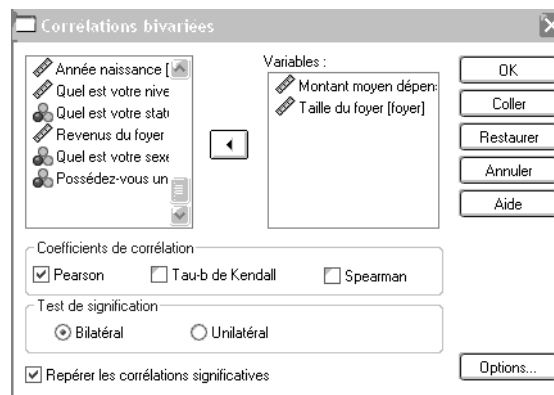 Corrélations bivariées
Année naissance [
Quel est votre nive
Quel est votre statu
Revenus du foyer
Quel est votre sexe
Possédez-vous un
Variables :
Montant moyen dépen:
Taille du foyer [foyer]
OK
Coller
Restaurer
Annuler
Aide
Coefficients de corrélation
Pearson
Tau-b de Kendall
Spearman
Test de signification
Bilatéral
Unilatéral
Repérer les corrélations significatives
Options...